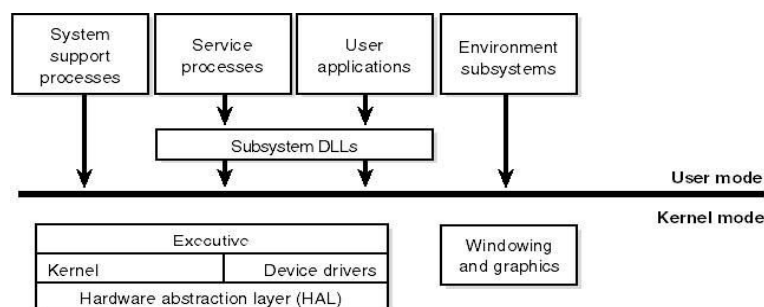 System
support
processes
Service
processes
User
applications
Environment
subsystems
Subsystem DLLs
User mode
Kernel mode
Executive
Kernel
Device drivers
Hardware abstraction layer (HAL)
Windowing
and graphics